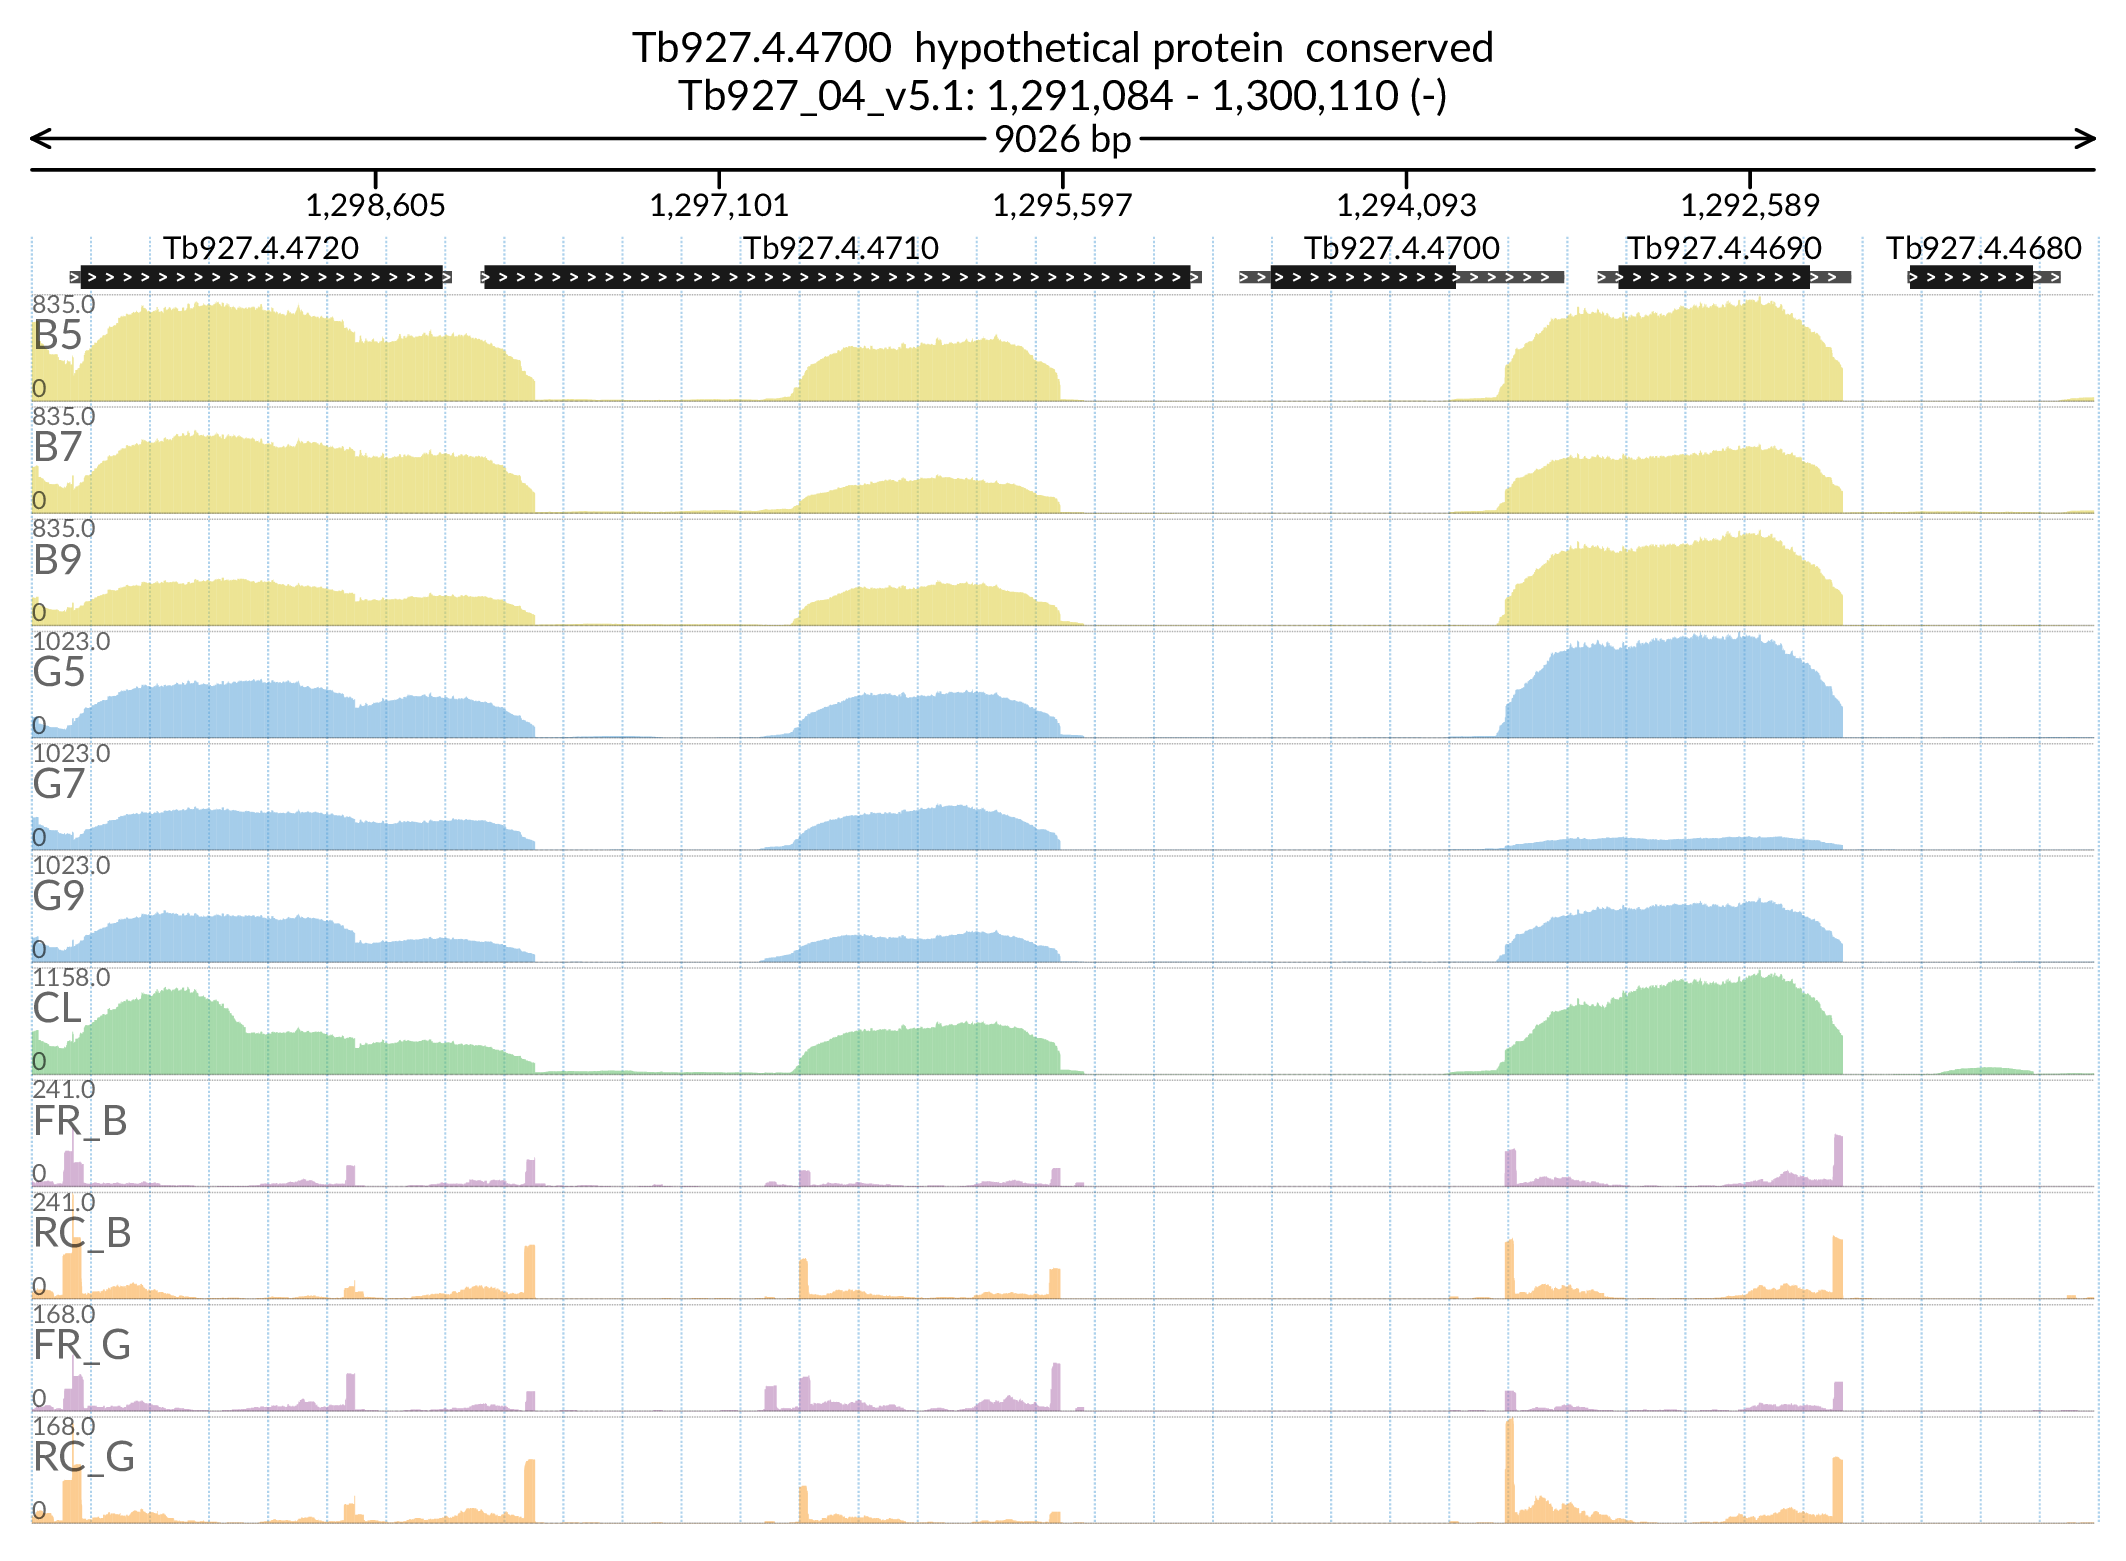 Tb927.4.4700 hypothetical protein conserved
Tb927_04_v5.1: 1,291,084 - 1,300,110 (-)
9026 bp
1,298,605 1,297,101 1,295,597 1,294,093 1,292,589
Tb927.4.4720 Tb927.4.4710 Tb927.4.4700 Tb927.4.4690 Tb927.4.4680
835.0
B5
0
835.0
B7
0
835.0
B9
0
1023.0
G5
0
1023.0
G7
0
1023.0
G9
0
1158.0
CL
0
241.0
FR_B
0
241.0
RC_B
0
168.0
FR_G
0
168.0
RC_G
0